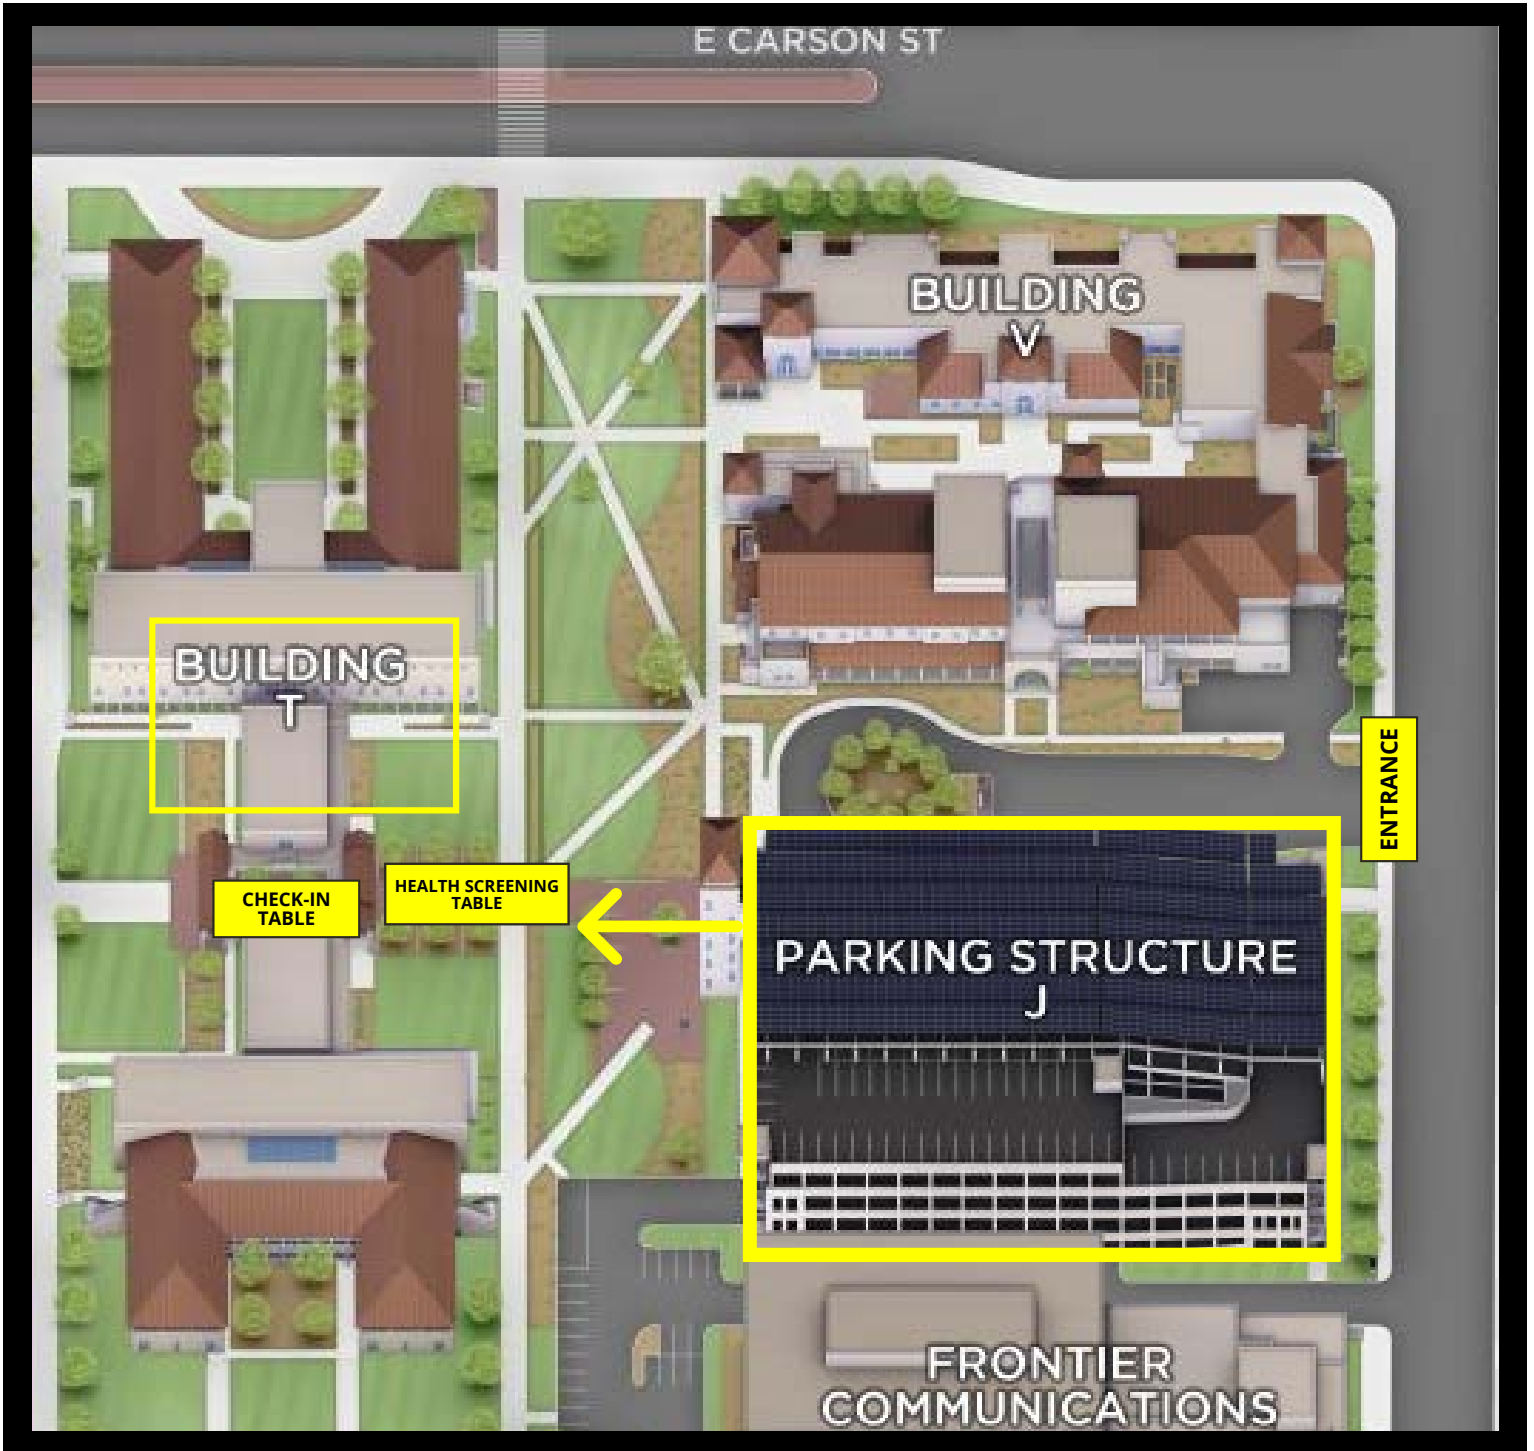 E CARSON ST
BUILDING
V
BUILDING
T
ENTRANCE
HEALTH SCREENING
TABLE
CHECK-IN
TABLE
PARKING STRUCTURE
J
FRONTIER
COMMUNICATIONS